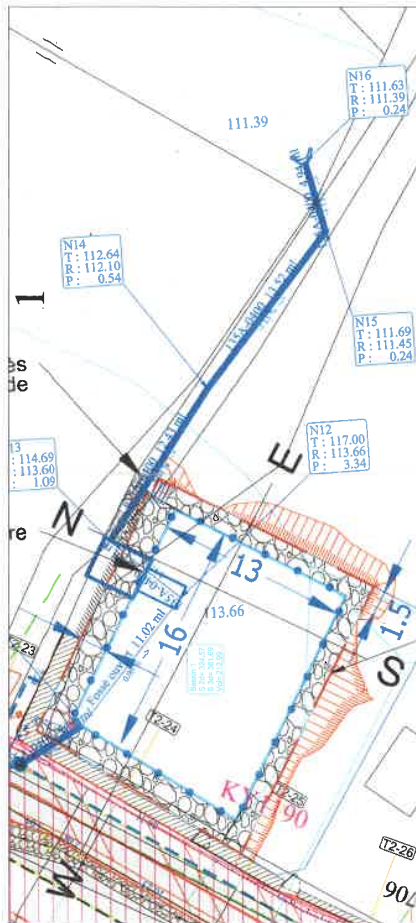 N16
T : 111.63
R : 111.39
P : 0.24
111.39
N14
T : 112.64
R : 112.10
P : 0.54
1
N15
T : 111.69
R : 111.45
P : 0.24
ès
de
13
: 114.69
: 113.60
: 1.09
N12
T : 117.00
R : 113.66
P : 3.34
E
N
re
13
1.5
113.66
16
11.02 ml
S
T2-23
T2-24
T2-25
KY 90
T2-26
W
90/